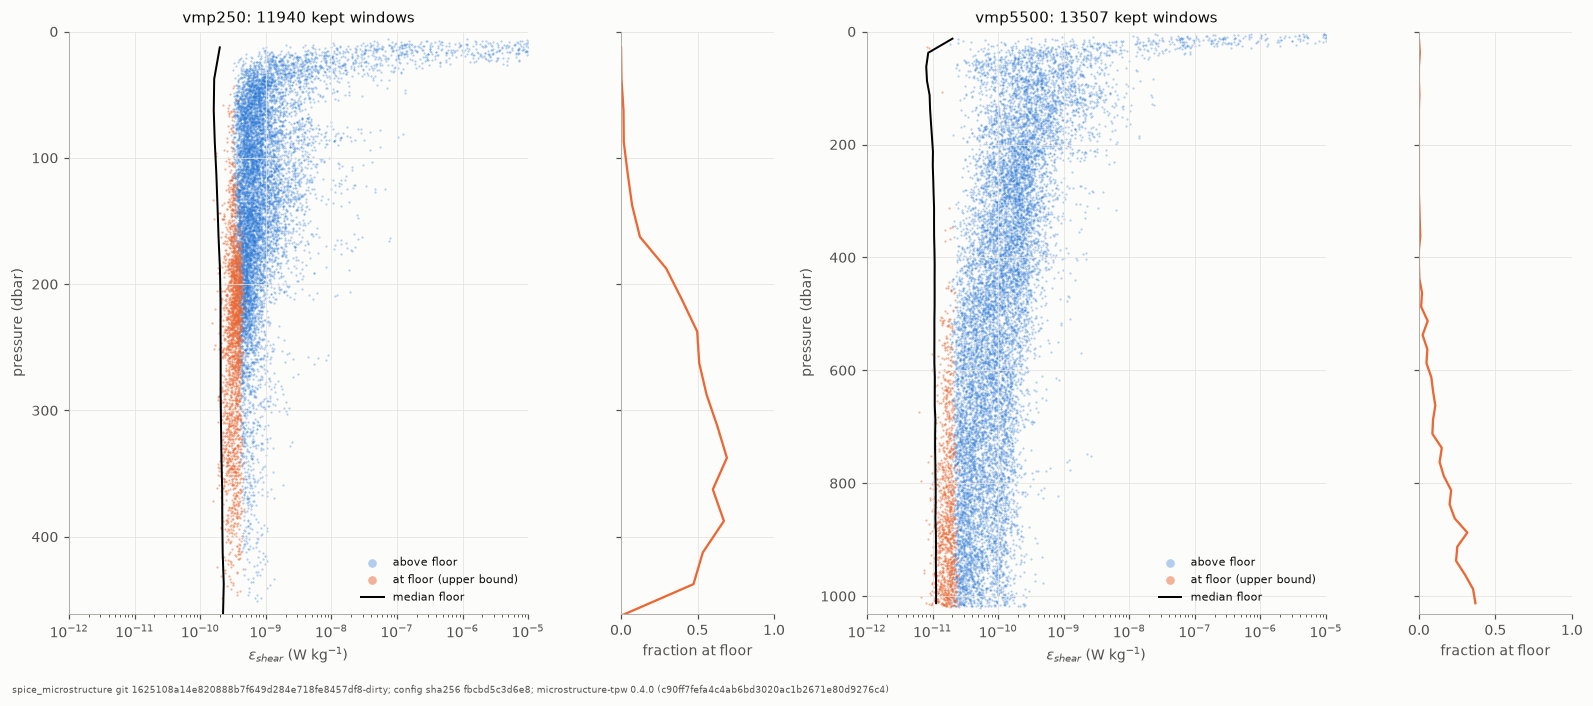 vmp250: 11940 kept windows
0
100
200
300
400
pressure (dbar)
above floor
at floor (upper bound)
median floor
10⁻¹² 10⁻¹¹ 10⁻¹⁰ 10⁻⁹ 10⁻⁸ 10⁻⁷ 10⁻⁶ 10⁻⁵
εshear (W kg⁻¹)
0.0 0.5 1.0
fraction at floor
vmp5500: 13507 kept windows
0
200
400
600
800
1000
pressure (dbar)
above floor
at floor (upper bound)
median floor
10⁻¹² 10⁻¹¹ 10⁻¹⁰ 10⁻⁹ 10⁻⁸ 10⁻⁷ 10⁻⁶ 10⁻⁵
εshear (W kg⁻¹)
0.0 0.5 1.0
fraction at floor
spice_microstructure git 1625108a14e820888b7f649d284e718fe8457df8-dirty; config sha256 fbcbd5c3d6e8; microstructure-tpw 0.4.0 (c90ff7fefa4c4ab6bd3020ac1b2671e80d9276c4)